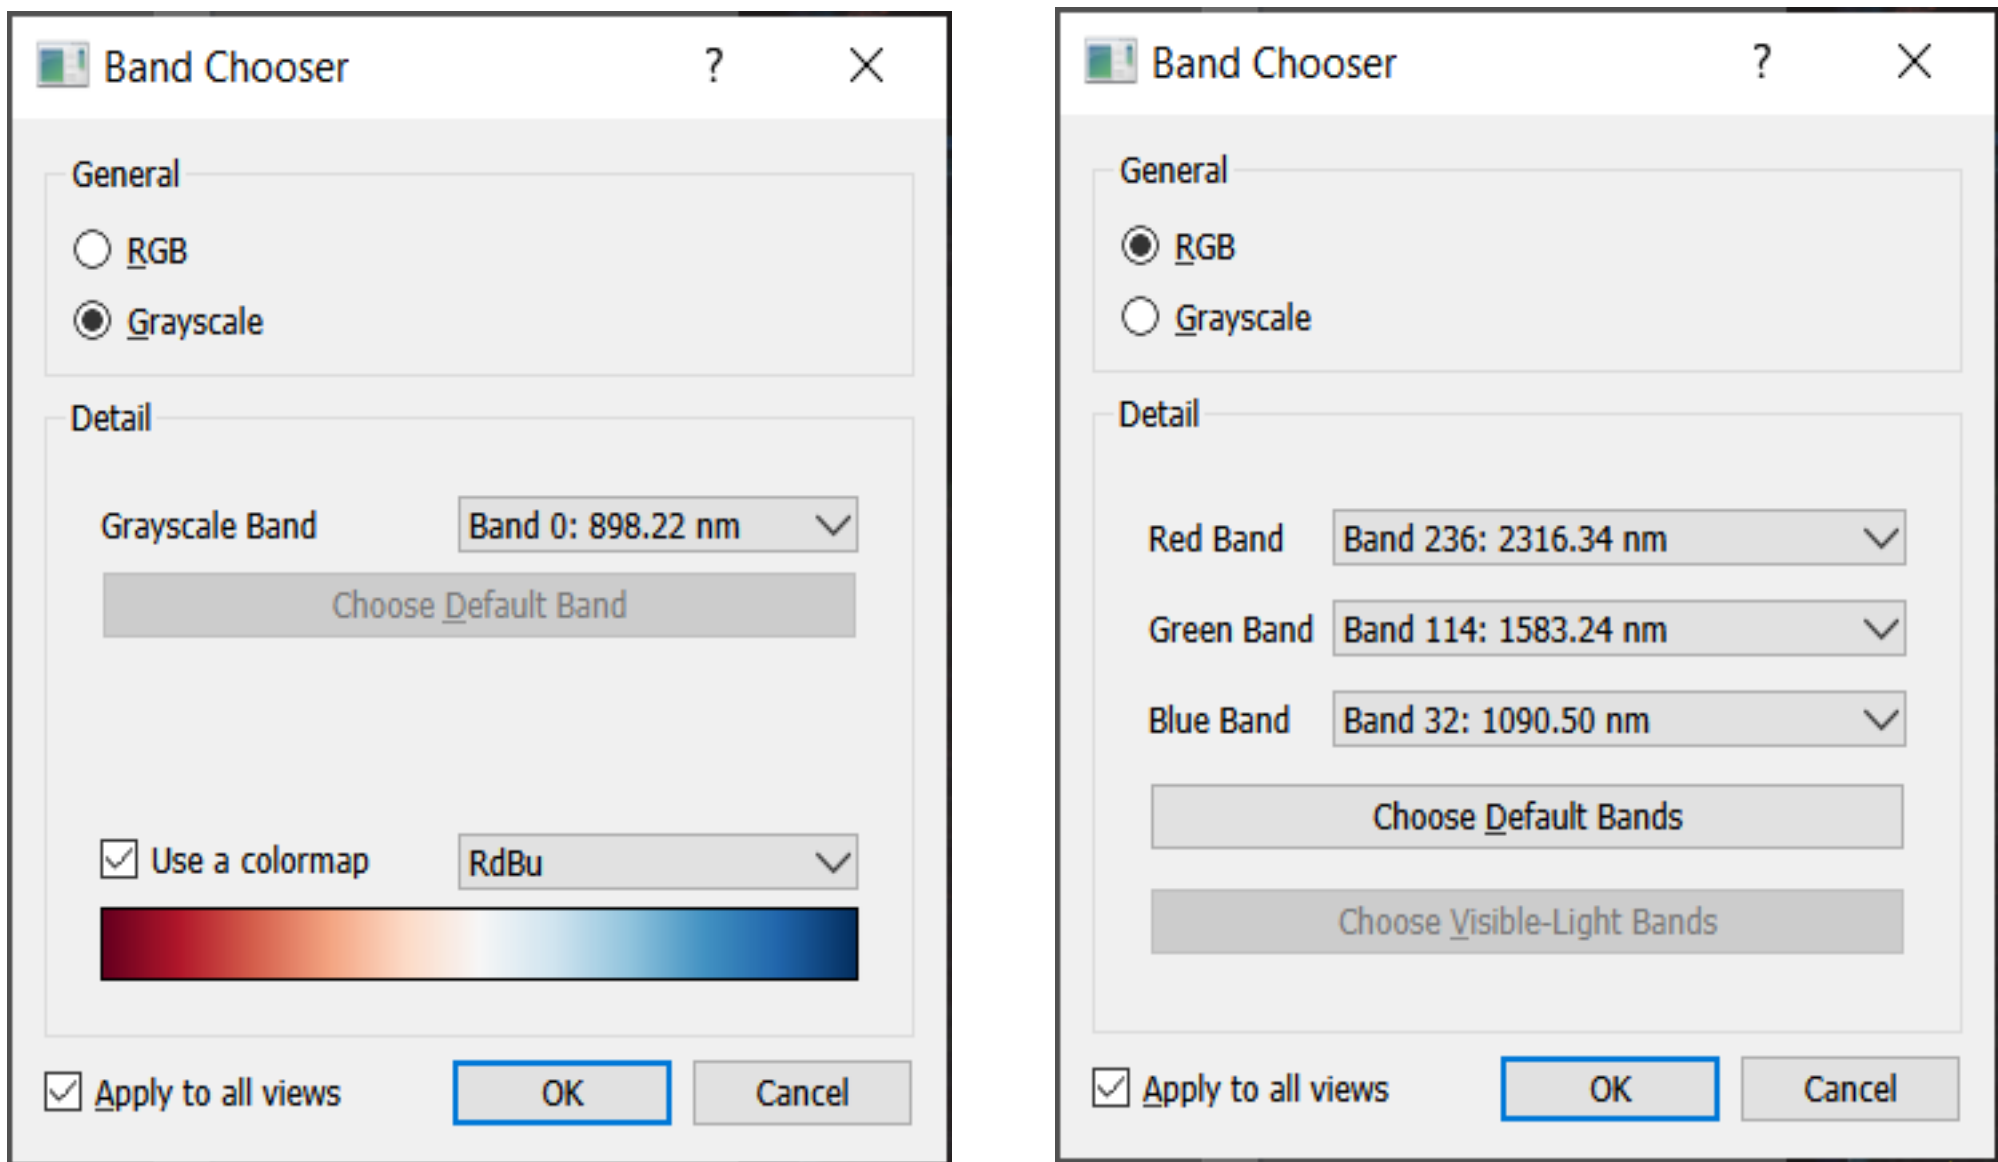 Band Chooser ?
General
RGB
Grayscale
Detail
Grayscale Band Band 0: 898.22 nm
Choose Default Band
Use a colormap RdBu
Apply to all views OK Cancel
Band Chooser ?
General
RGB
Grayscale
Detail
Red Band Band 236: 2316.34 nm
Green Band Band 114: 1583.24 nm
Blue Band Band 32: 1090.50 nm
Choose Default Bands
Choose Visible-Light Bands
Apply to all views OK Cancel